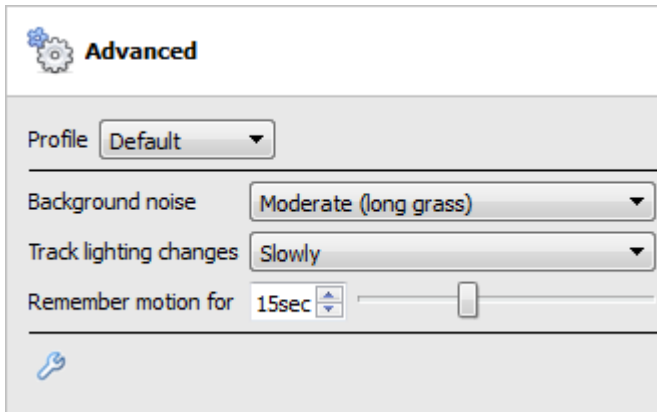 Advanced
Profile Default
Background noise Moderate (long grass)
Track lighting changes Slowly
Remember motion for 15sec